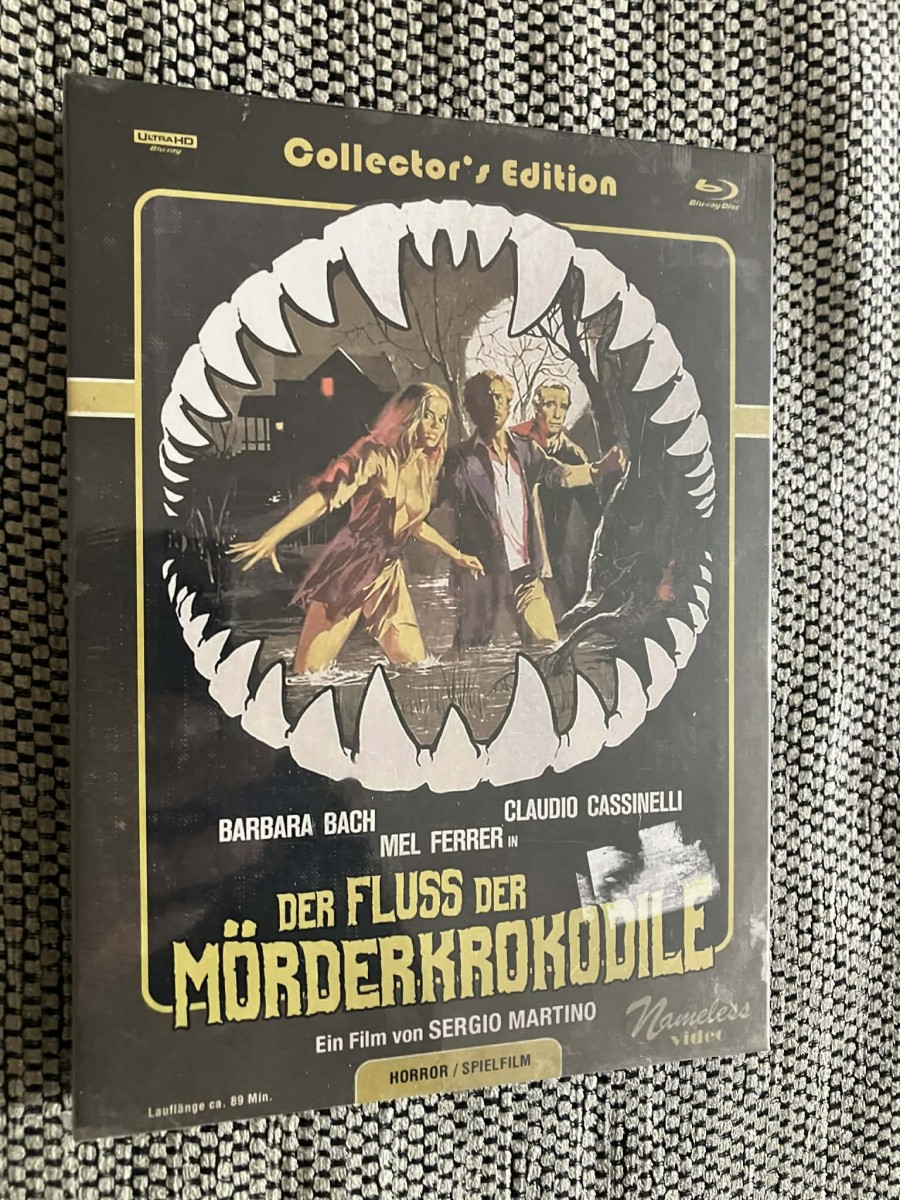 ULTRA HD
Blu-ray
Collector's Edition
Blu-ray Disc
BARBARA BACH
CLAUDIO CASSINELLI
MEL FERRER IN
DER FLUSS DER
MÖRDERKROKODILE
Ein Film von SERGIO MARTINO
Nameless
video
HORROR / SPIELFILM
Lauflänge ca. 89 Min.